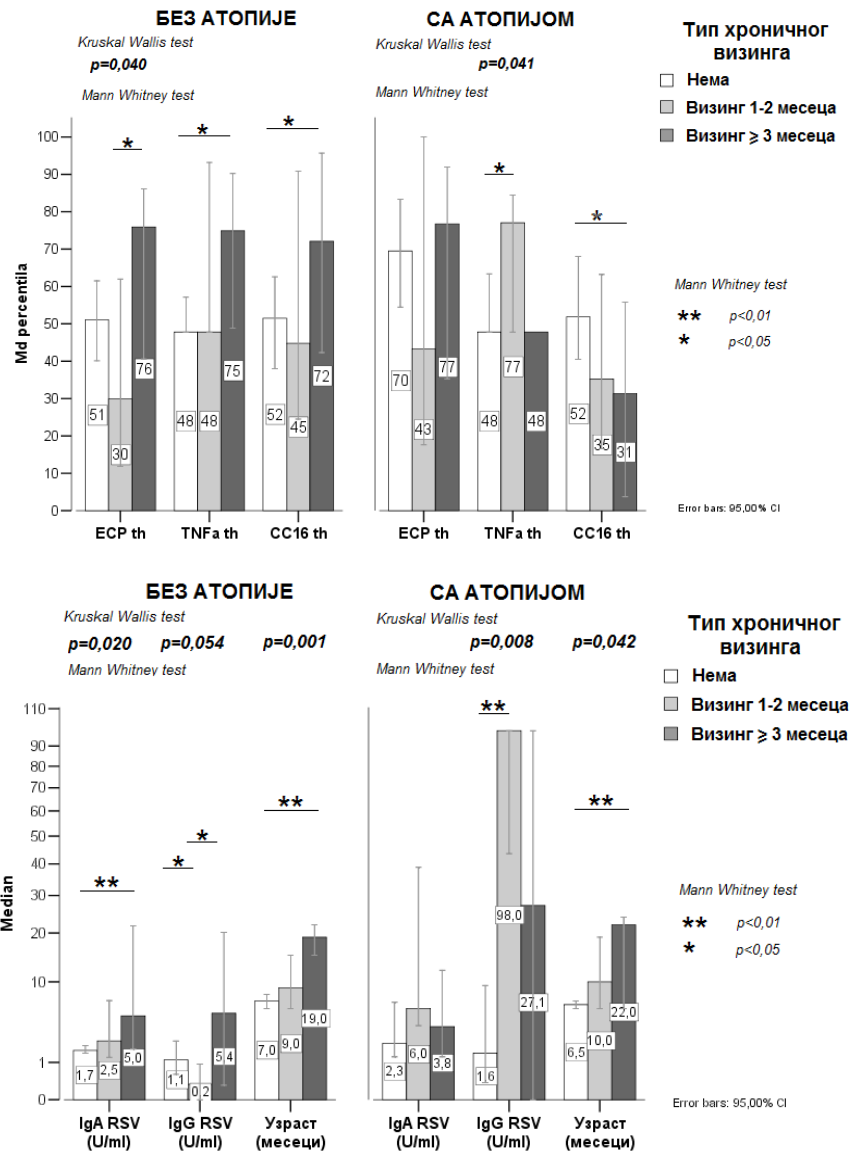 БЕЗ АТОПИЈЕ
Kruskal Wallis test
p=0,040
Mann Whitney test
СА АТОПИЈОМ
Kruskal Wallis test
p=0,041
Mann Whitney test
Тип хроничног
визинга
Нема
Визинг 1-2 месеца
Визинг ⩾ 3 месеца
Md percentila
100
90
80
70
60
50
40
30
20
10
0
*
*
*
*
*
51
30
76
48
48
75
52
45
72
70
43
77
48
77
48
52
35
31
ECP th
TNFa th
CC16 th
ECP th
TNFa th
CC16 th
Mann Whitney test
** p<0,01
* p<0,05
Error bars: 95,00% CI
БЕЗ АТОПИЈЕ
Kruskal Wallis test
p=0,020 p=0,054 p=0,001
Mann Whitney test
СА АТОПИЈОМ
Kruskal Wallis test
p=0,008 p=0,042
Mann Whitney test
Тип хроничног
визинга
Нема
Визинг 1-2 месеца
Визинг ⩾ 3 месеца
Median
110
90
80
70
60
50
40
30
20
10
1
0
**
*
*
**
**
**
1,7
2,5
5,0
1,1
0,2
5,4
7,0
9,0
19,0
2,3
6,0
3,8
1,6
98,0
27,1
6,5
10,0
22,0
IgA RSV
(U/ml)
IgG RSV
(U/ml)
Узраст
(месеци)
IgA RSV
(U/ml)
IgG RSV
(U/ml)
Узраст
(месеци)
Mann Whitney test
** p<0,01
* p<0,05
Error bars: 95,00% CI